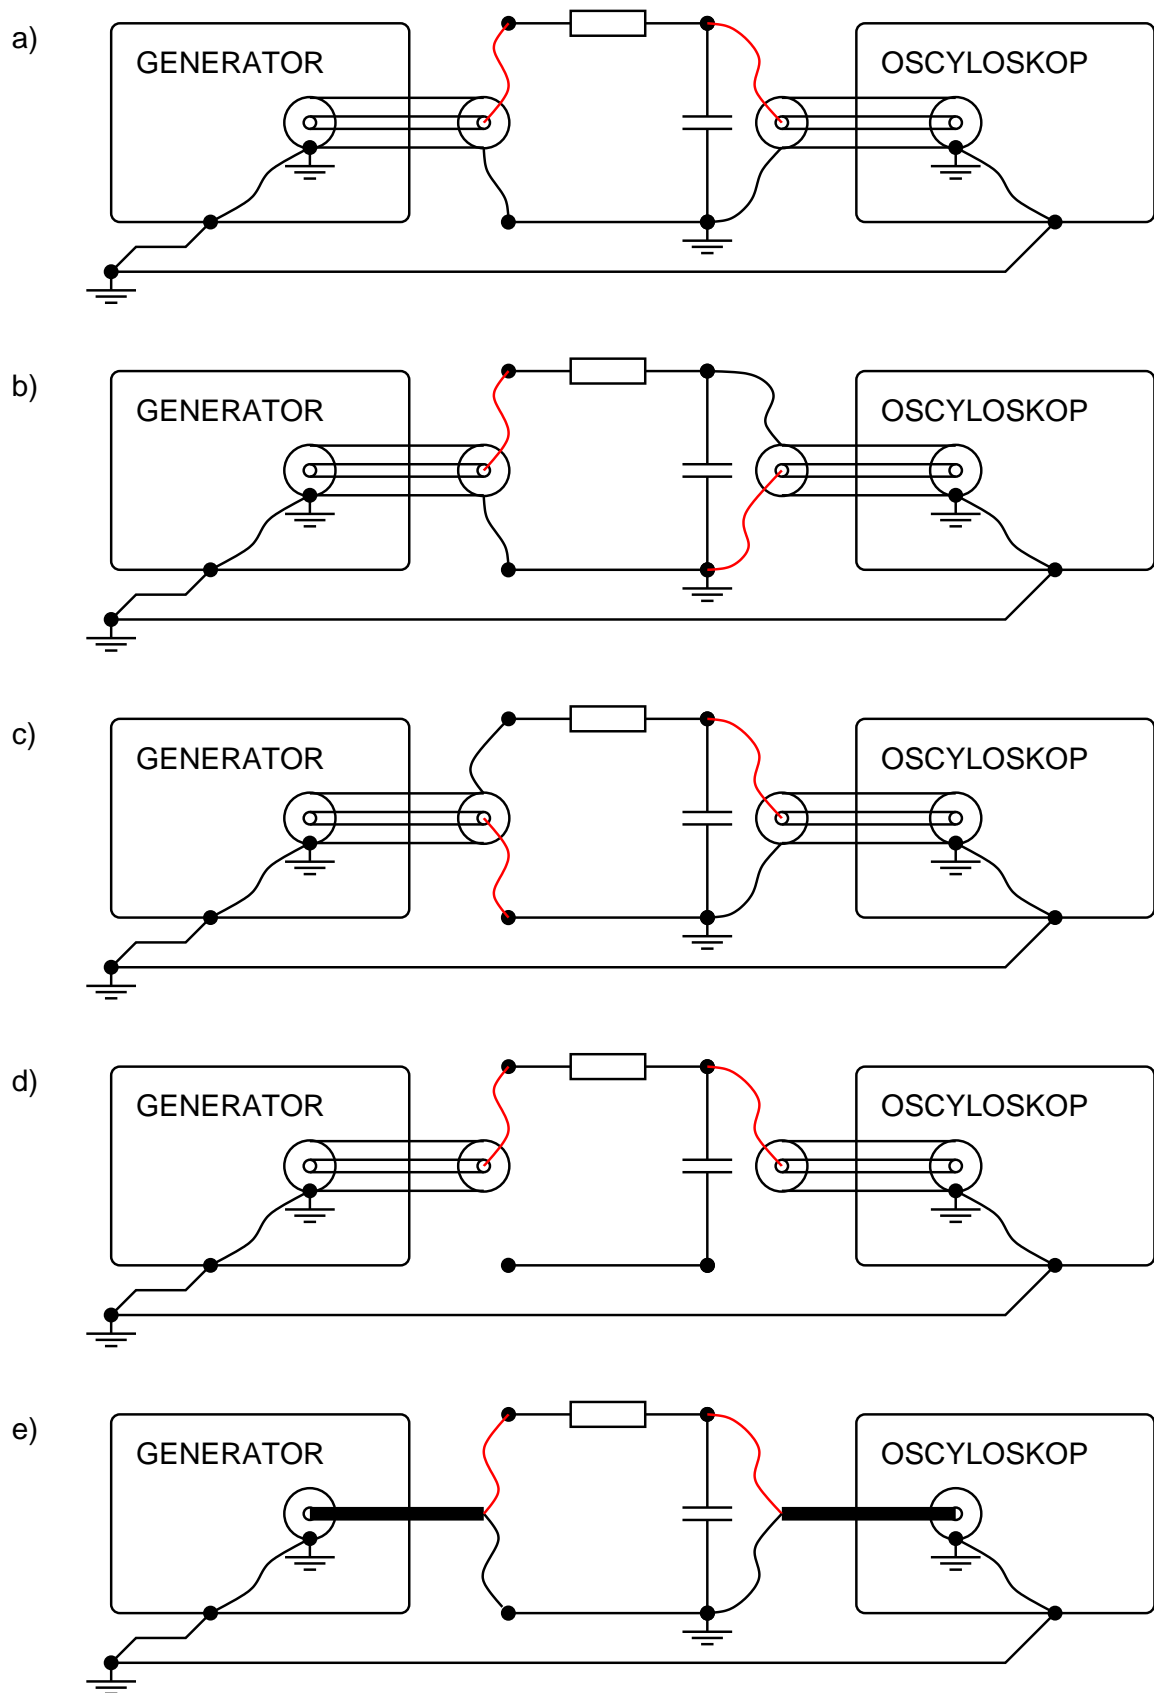 a)
GENERATOR
OSCYLOSKOP
b)
GENERATOR
OSCYLOSKOP
c)
GENERATOR
OSCYLOSKOP
d)
GENERATOR
OSCYLOSKOP
e)
GENERATOR
OSCYLOSKOP